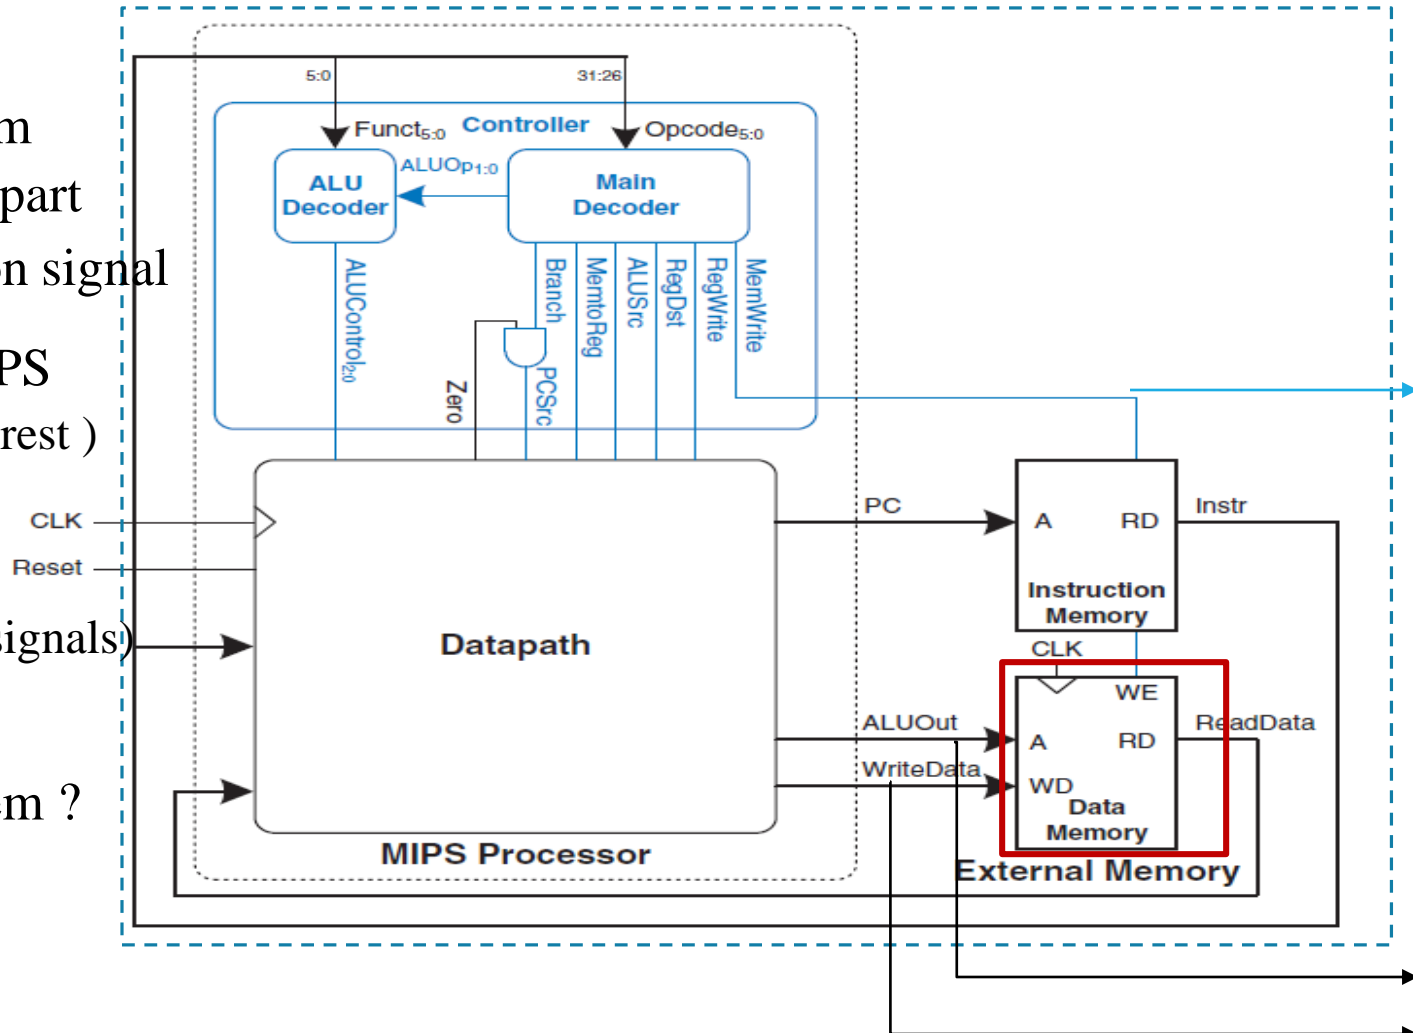 m
part
on signal
PS
rest )
signals)
em ?
5:0
31:26
Funct5:0
Controller
Opcode5:0
ALU
Decoder
ALUOp1:0
Main
Decoder
ALUControl2:0
Branch
MemtoReg
ALUSrc
RegDst
RegWrite
MemWrite
Zero
PCSrc
CLK
Reset
Datapath
MIPS Processor
PC
A
RD
Instr
Instruction
Memory
CLK
WE
ALUOut
A
RD
ReadData
WriteData
WD
Data
Memory
External Memory